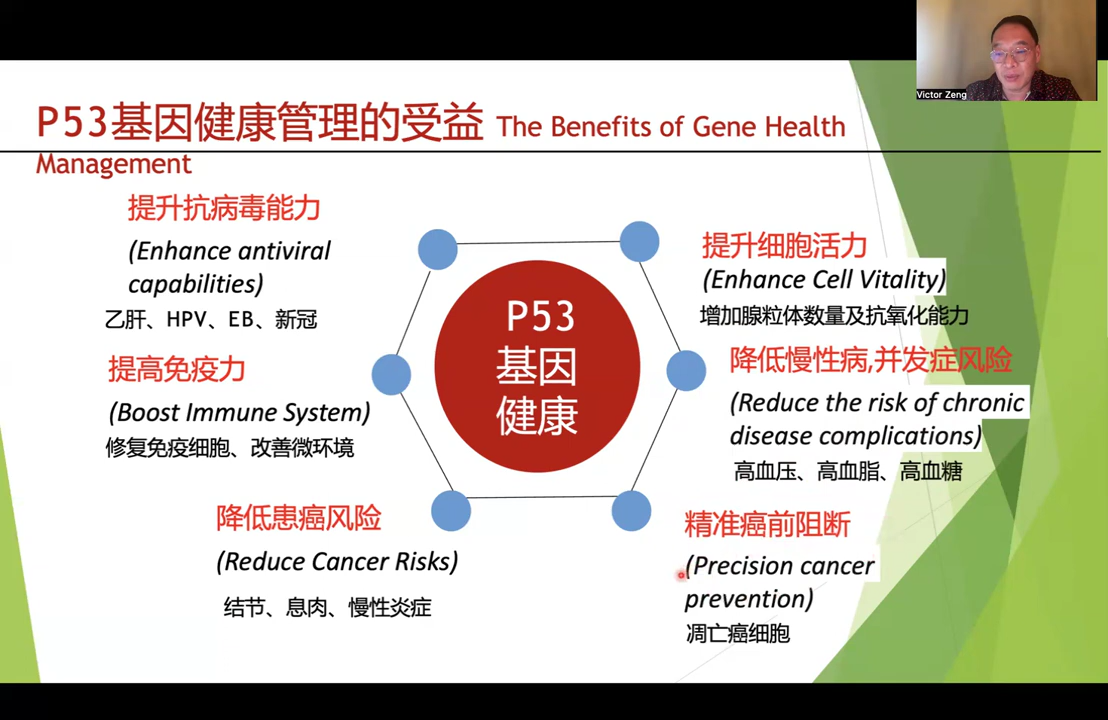 Victor Zeng
P53基因健康管理的受益 The Benefits of Gene Health
Management
提升抗病毒能力
(Enhance antiviral
capabilities)
乙肝、HPV、EB、新冠
提高免疫力
(Boost Immune System)
修复免疫细胞、改善微环境
降低患癌风险
(Reduce Cancer Risks)
结节、息肉、慢性炎症
P53
基因
健康
提升细胞活力
(Enhance Cell Vitality)
增加腺粒体数量及抗氧化能力
降低慢性病,并发症风险
(Reduce the risk of chronic
disease complications)
高血压、高血脂、高血糖
精准癌前阻断
(Precision cancer
prevention)
凋亡癌细胞